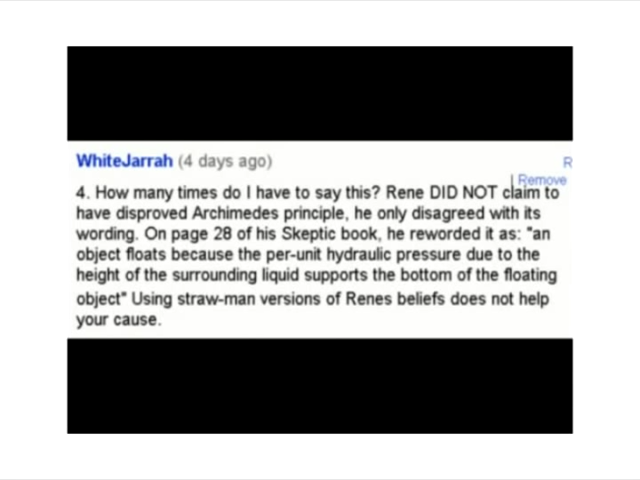 WhiteJarrah (4 days ago) R
| Remove
4. How many times do I have to say this? Rene DID NOT claim to
have disproved Archimedes principle, he only disagreed with its
wording. On page 28 of his Skeptic book, he reworded it as: "an
object floats because the per-unit hydraulic pressure due to the
height of the surrounding liquid supports the bottom of the floating
object" Using straw-man versions of Renes beliefs does not help
your cause.